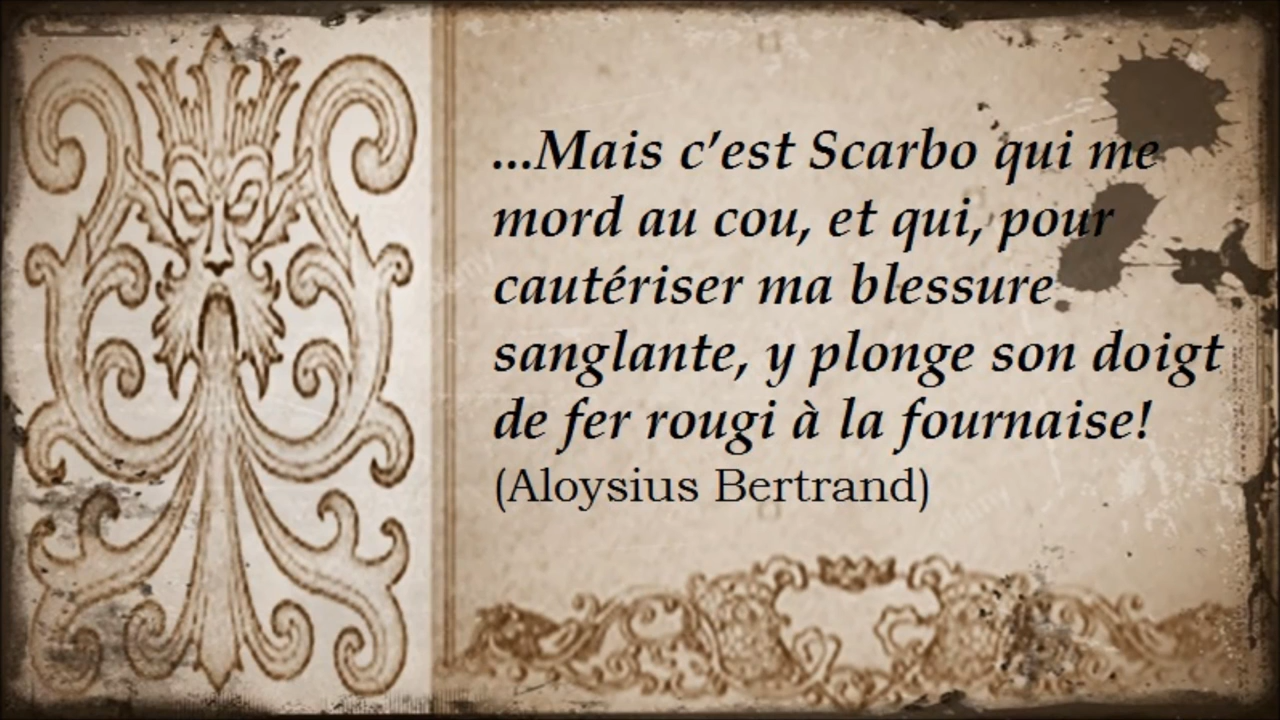 ...Mais c’est Scarbo qui me
mord au cou, et qui, pour
cautériser ma blessure
sanglante, y plonge son doigt
de fer rougi à la fournaise!
(Aloysius Bertrand)